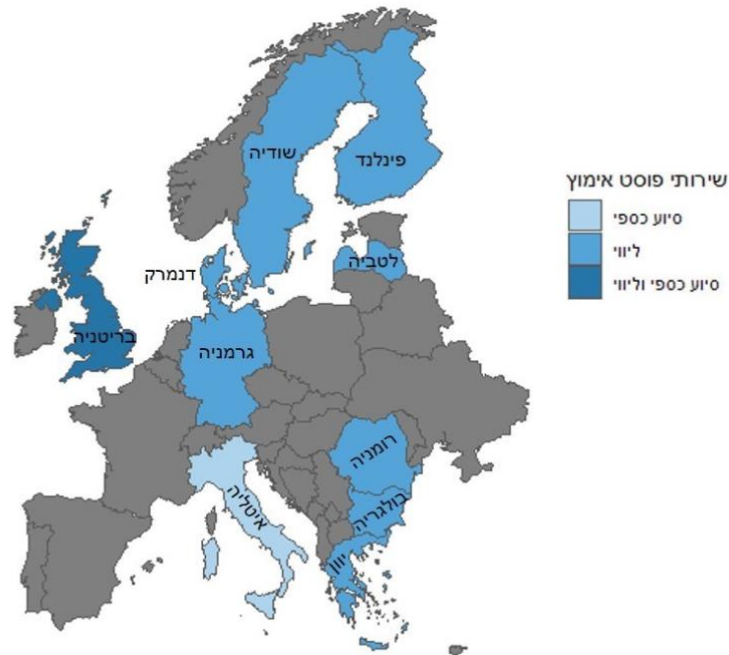 שודיה
פינלנד
לטביה
דנמרק
בריטניה
גרמניה
רומניה
בולגריה
איטליה
יוון
שירותי פוסט אימוץ
סיוע כספי
ליווי
סיוע כספי וליווי